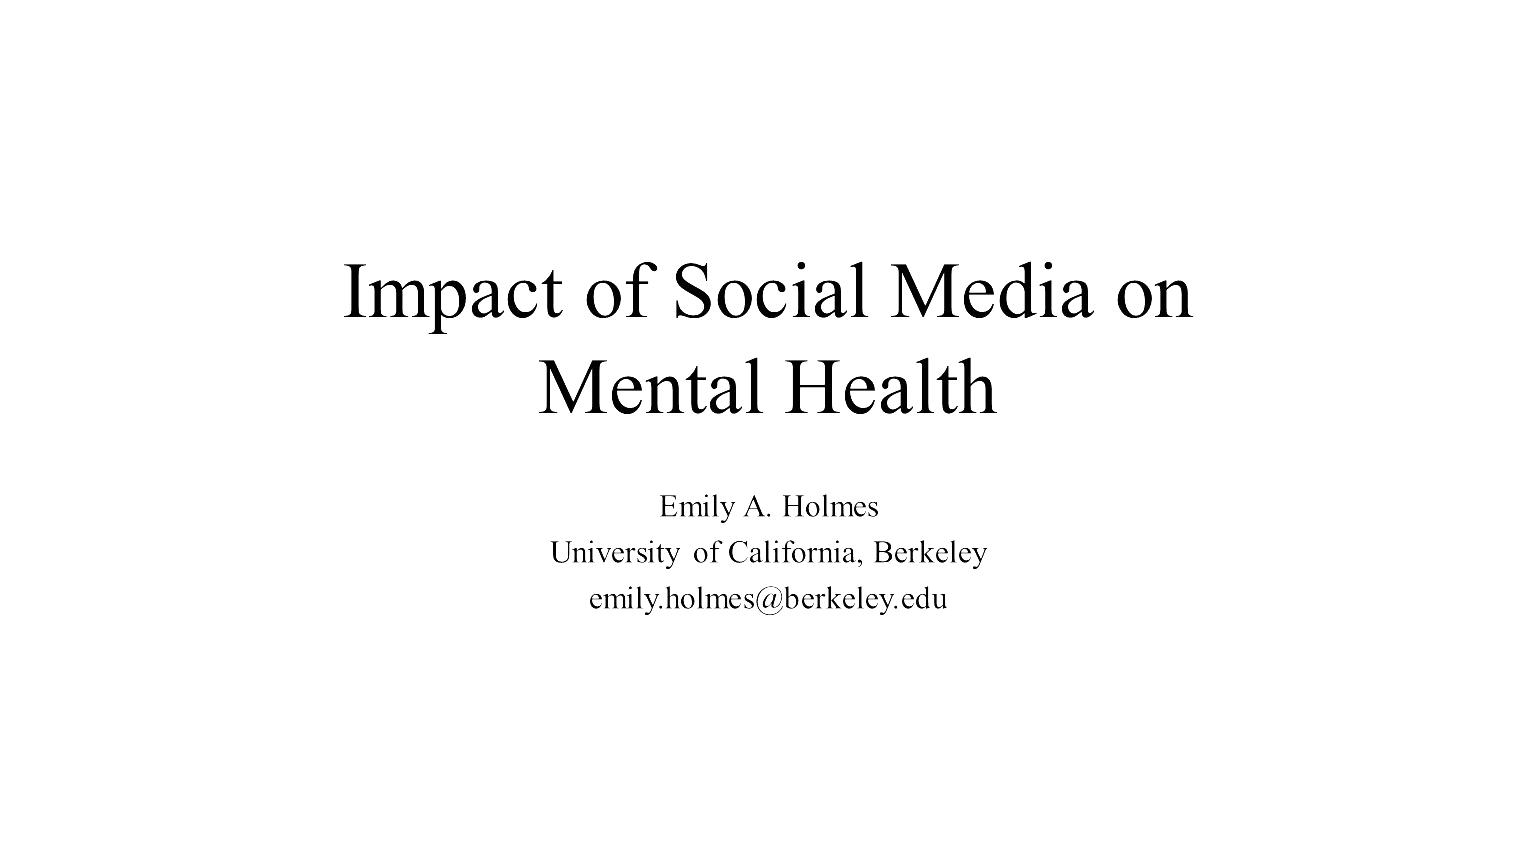 Impact of Social Media on
Mental Health
Emily A. Holmes
University of California, Berkeley
emily.holmes@berkeley.edu